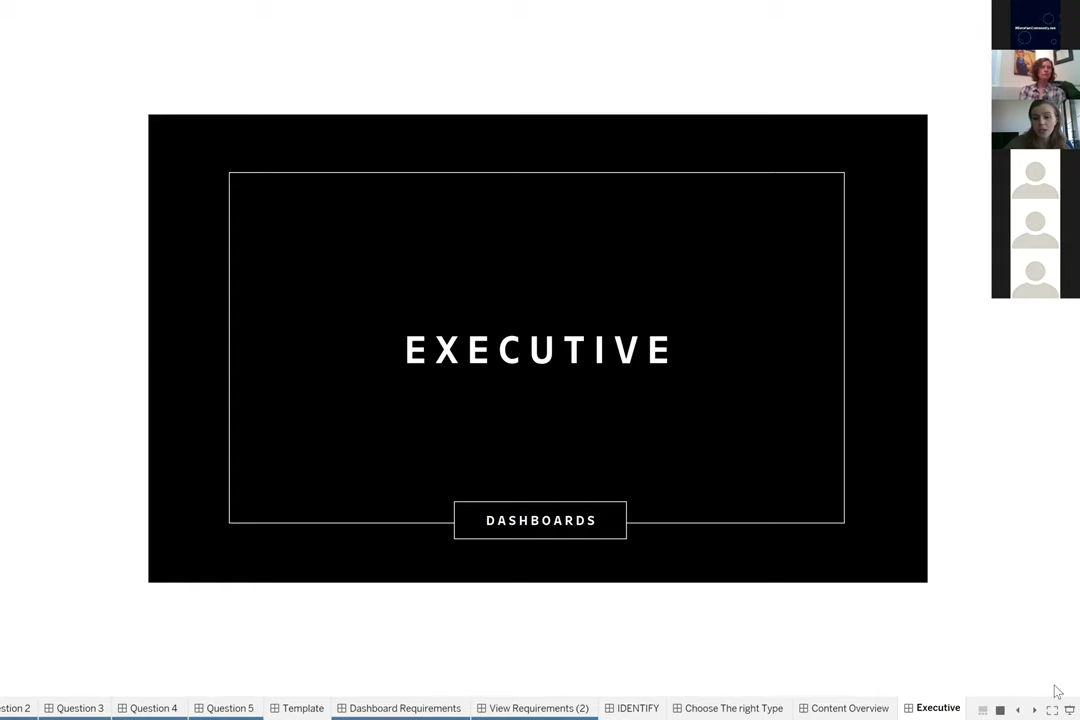 EXECUTIVE
DASHBOARDS
stion 2
Question 3
Question 4
Question 5
Template
Dashboard Requirements
View Requirements (2)
IDENTIFY
Choose The right Type
Content Overview
Executive